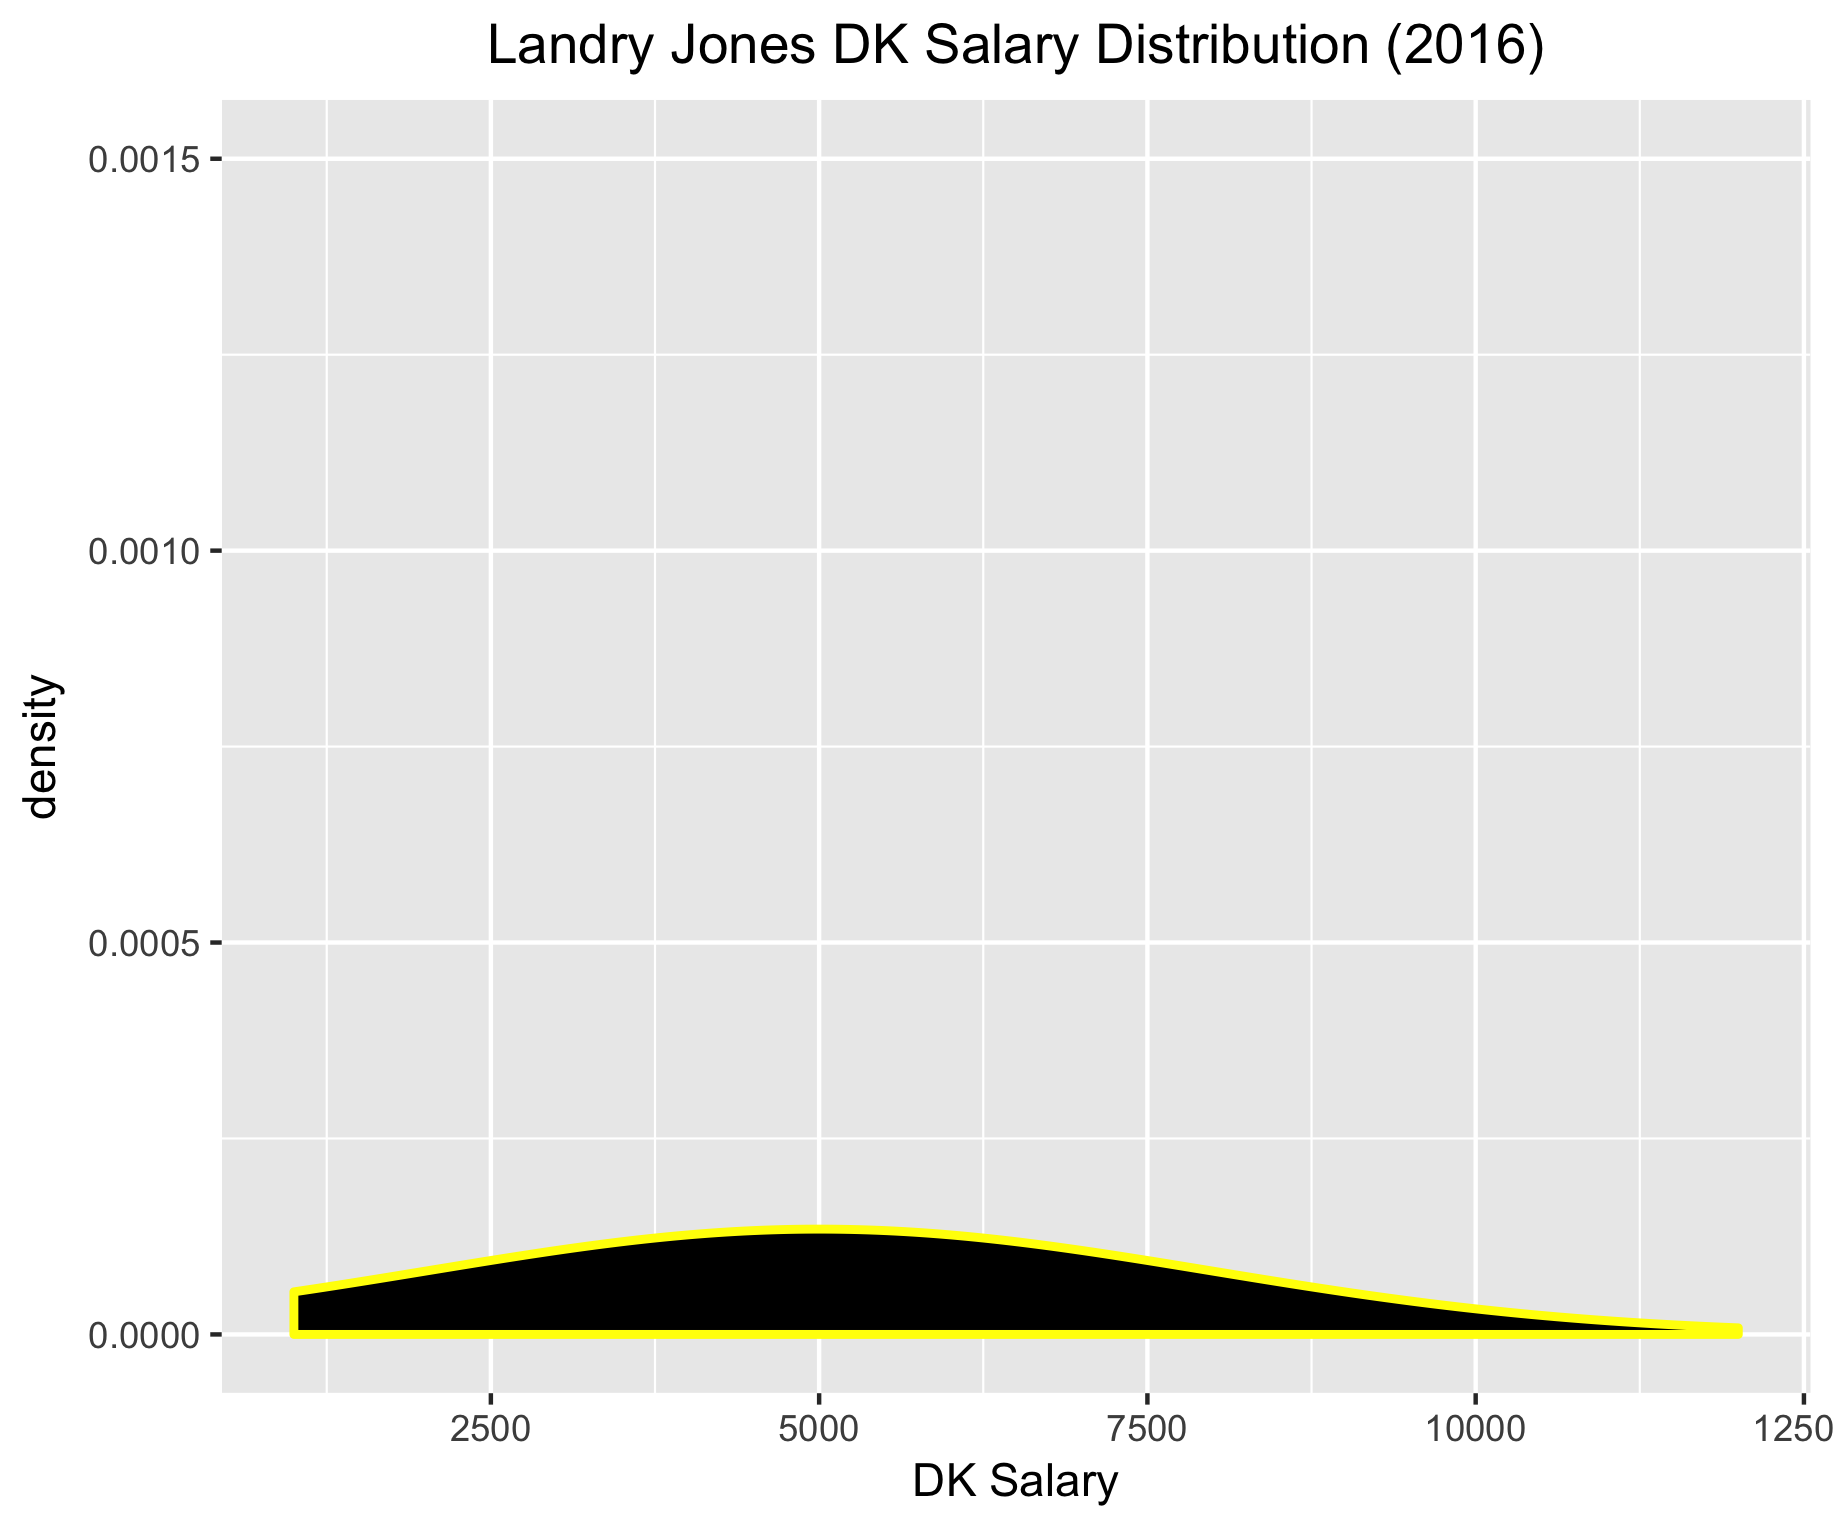 Landry Jones DK Salary Distribution (2016)
0.0015
0.0010
density
0.0005
0.0000
2500 5000 7500 10000 1250
DK Salary